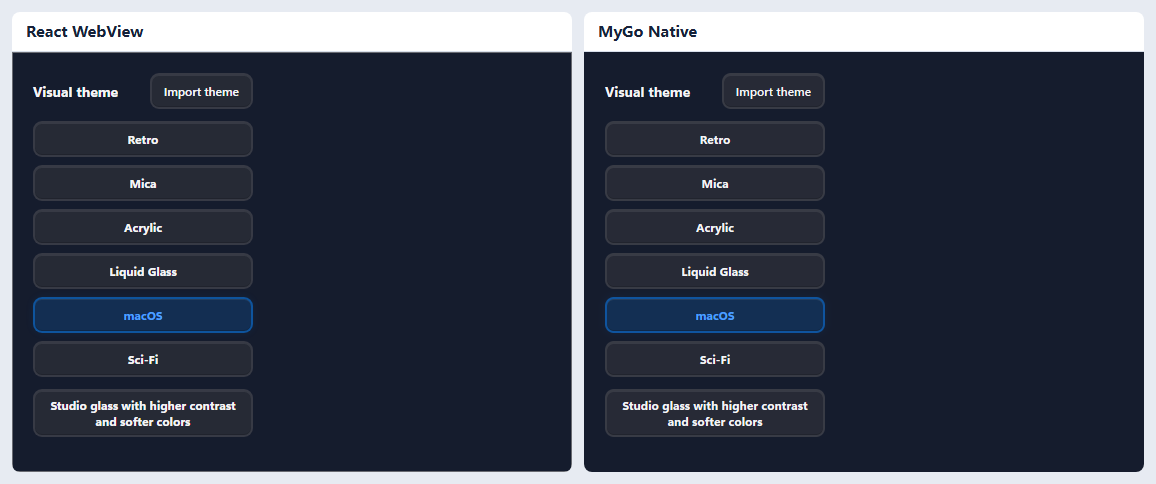 React WebView
Visual theme
Import theme
Retro
Mica
Acrylic
Liquid Glass
macOS
Sci-Fi
Studio glass with higher contrast
and softer colors
MyGo Native
Visual theme
Import theme
Retro
Mica
Acrylic
Liquid Glass
macOS
Sci-Fi
Studio glass with higher contrast
and softer colors